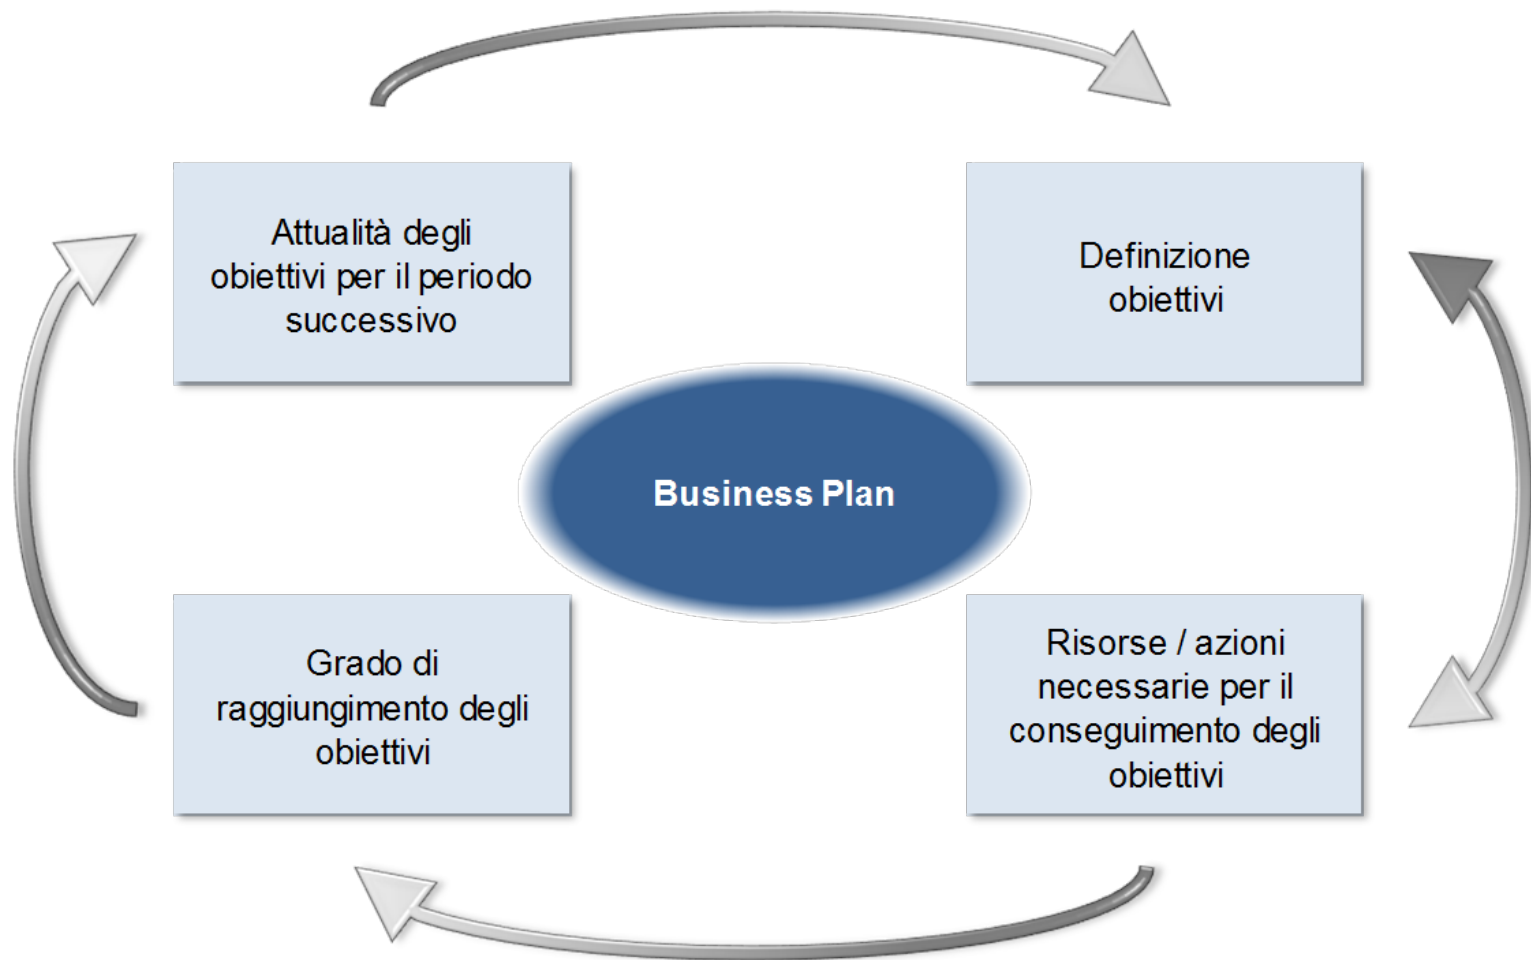 Attualità degli
obiettivi per il periodo
successivo
Definizione
obiettivi
Business Plan
Grado di
raggiungimento degli
obiettivi
Risorse / azioni
necessarie per il
conseguimento degli
obiettivi